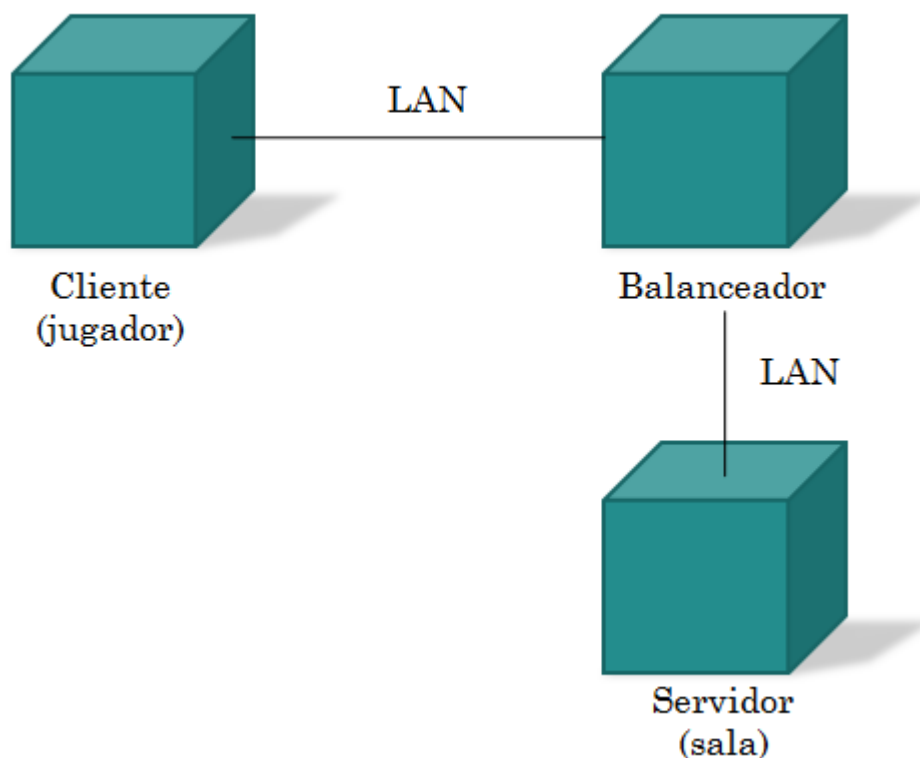 LAN
Cliente
(jugador)
Balanceador
LAN
Servidor
(sala)